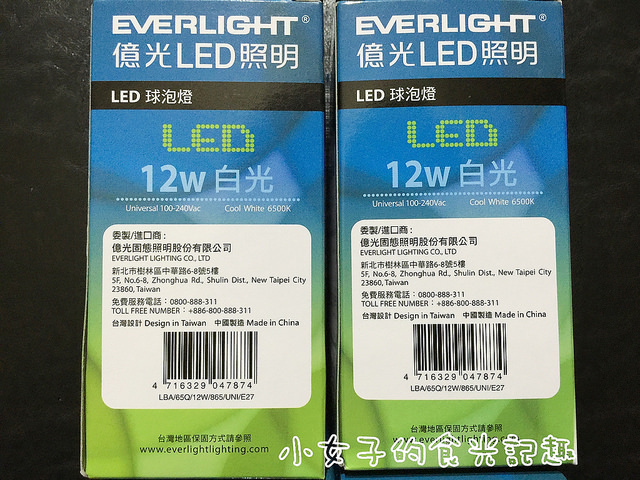 EVERLIGHT®
億光LED照明
LED 球泡燈
LED
12w 白光
Universal 100-240Vac Cool White 6500K
委製/進口商：
億光固態照明股份有限公司
EVERLIGHT LIGHTING CO., LTD
新北市樹林區中華路6-8號5樓
5F, No.6-8, Zhonghua Rd., Shulin Dist., New Taipei City
23860, Taiwan
免費服務電話：0800-888-311
TOLL FREE NUMBER：+886-800-888-311
台灣設計 Design in Taiwan 中國製造 Made in China
4 716329 047874
LBA/65Q/12W/865/UNI/E27
台灣地區保固方式請參照
www.everlightlighting.com
EVERLIGHT®
億光LED照明
LED 球泡燈
LED
12w 白光
Universal 100-240Vac Cool White 6500K
委製/進口商：
億光固態照明股份有限公司
EVERLIGHT LIGHTING CO., LTD
新北市樹林區中華路6-8號5樓
5F, No.6-8, Zhonghua Rd., Shulin Dist., New Taipei City
23860, Taiwan
免費服務電話：0800-888-311
TOLL FREE NUMBER：+886-800-888-311
台灣設計 Design in Taiwan 中國製造 Made in China
4 716329 047874
LBA/65Q/12W/865/UNI/E27
台灣地區保固方式請參照
小女子的食光記趣